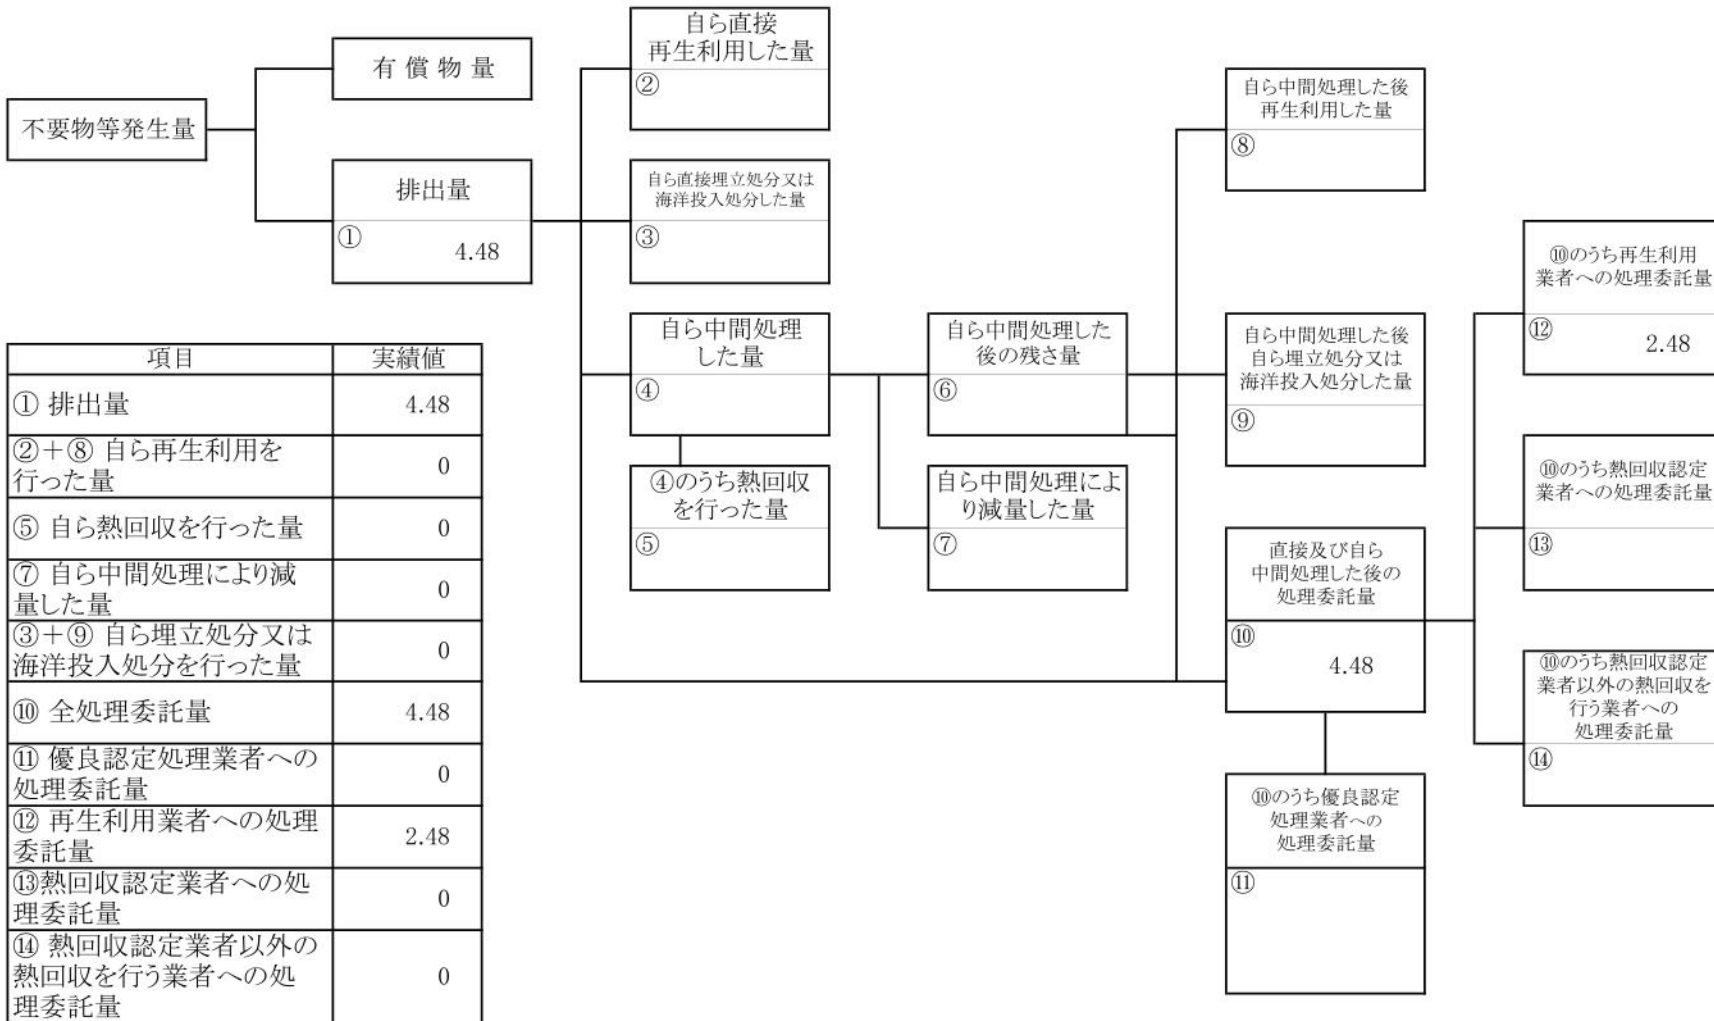 不要物等発生量
有 償 物 量
排出量
①
4.48
自ら直接
再生利用した量
②
自ら直接埋立処分又は
海洋投入処分した量
③
自ら中間処理
した量
④
④のうち熱回収
を行った量
⑤
自ら中間処理した
後の残さ量
⑥
自ら中間処理によ
り減量した量
⑦
自ら中間処理した後
再生利用した量
⑧
自ら中間処理した後
自ら埋立処分又は
海洋投入処分した量
⑨
直接及び自ら
中間処理した後の
処理委託量
⑩
4.48
⑩のうち優良認定
処理業者への
処理委託量
⑪
⑩のうち再生利用
業者への処理委託量
⑫
2.48
⑩のうち熱回収認定
業者への処理委託量
⑬
⑩のうち熱回収認定
業者以外の熱回収を
行う業者への
処理委託量
⑭
項目 実績値
① 排出量 4.48
②+⑧ 自ら再生利用を
行った量 0
⑤ 自ら熱回収を行った量 0
⑦ 自ら中間処理により減
量した量 0
③+⑨ 自ら埋立処分又は
海洋投入処分を行った量 0
⑩ 全処理委託量 4.48
⑪ 優良認定処理業者への
処理委託量 0
⑫ 再生利用業者への処理
委託量 2.48
⑬熱回収認定業者への処
理委託量 0
⑭ 熱回収認定業者以外の
熱回収を行う業者への処
理委託量 0